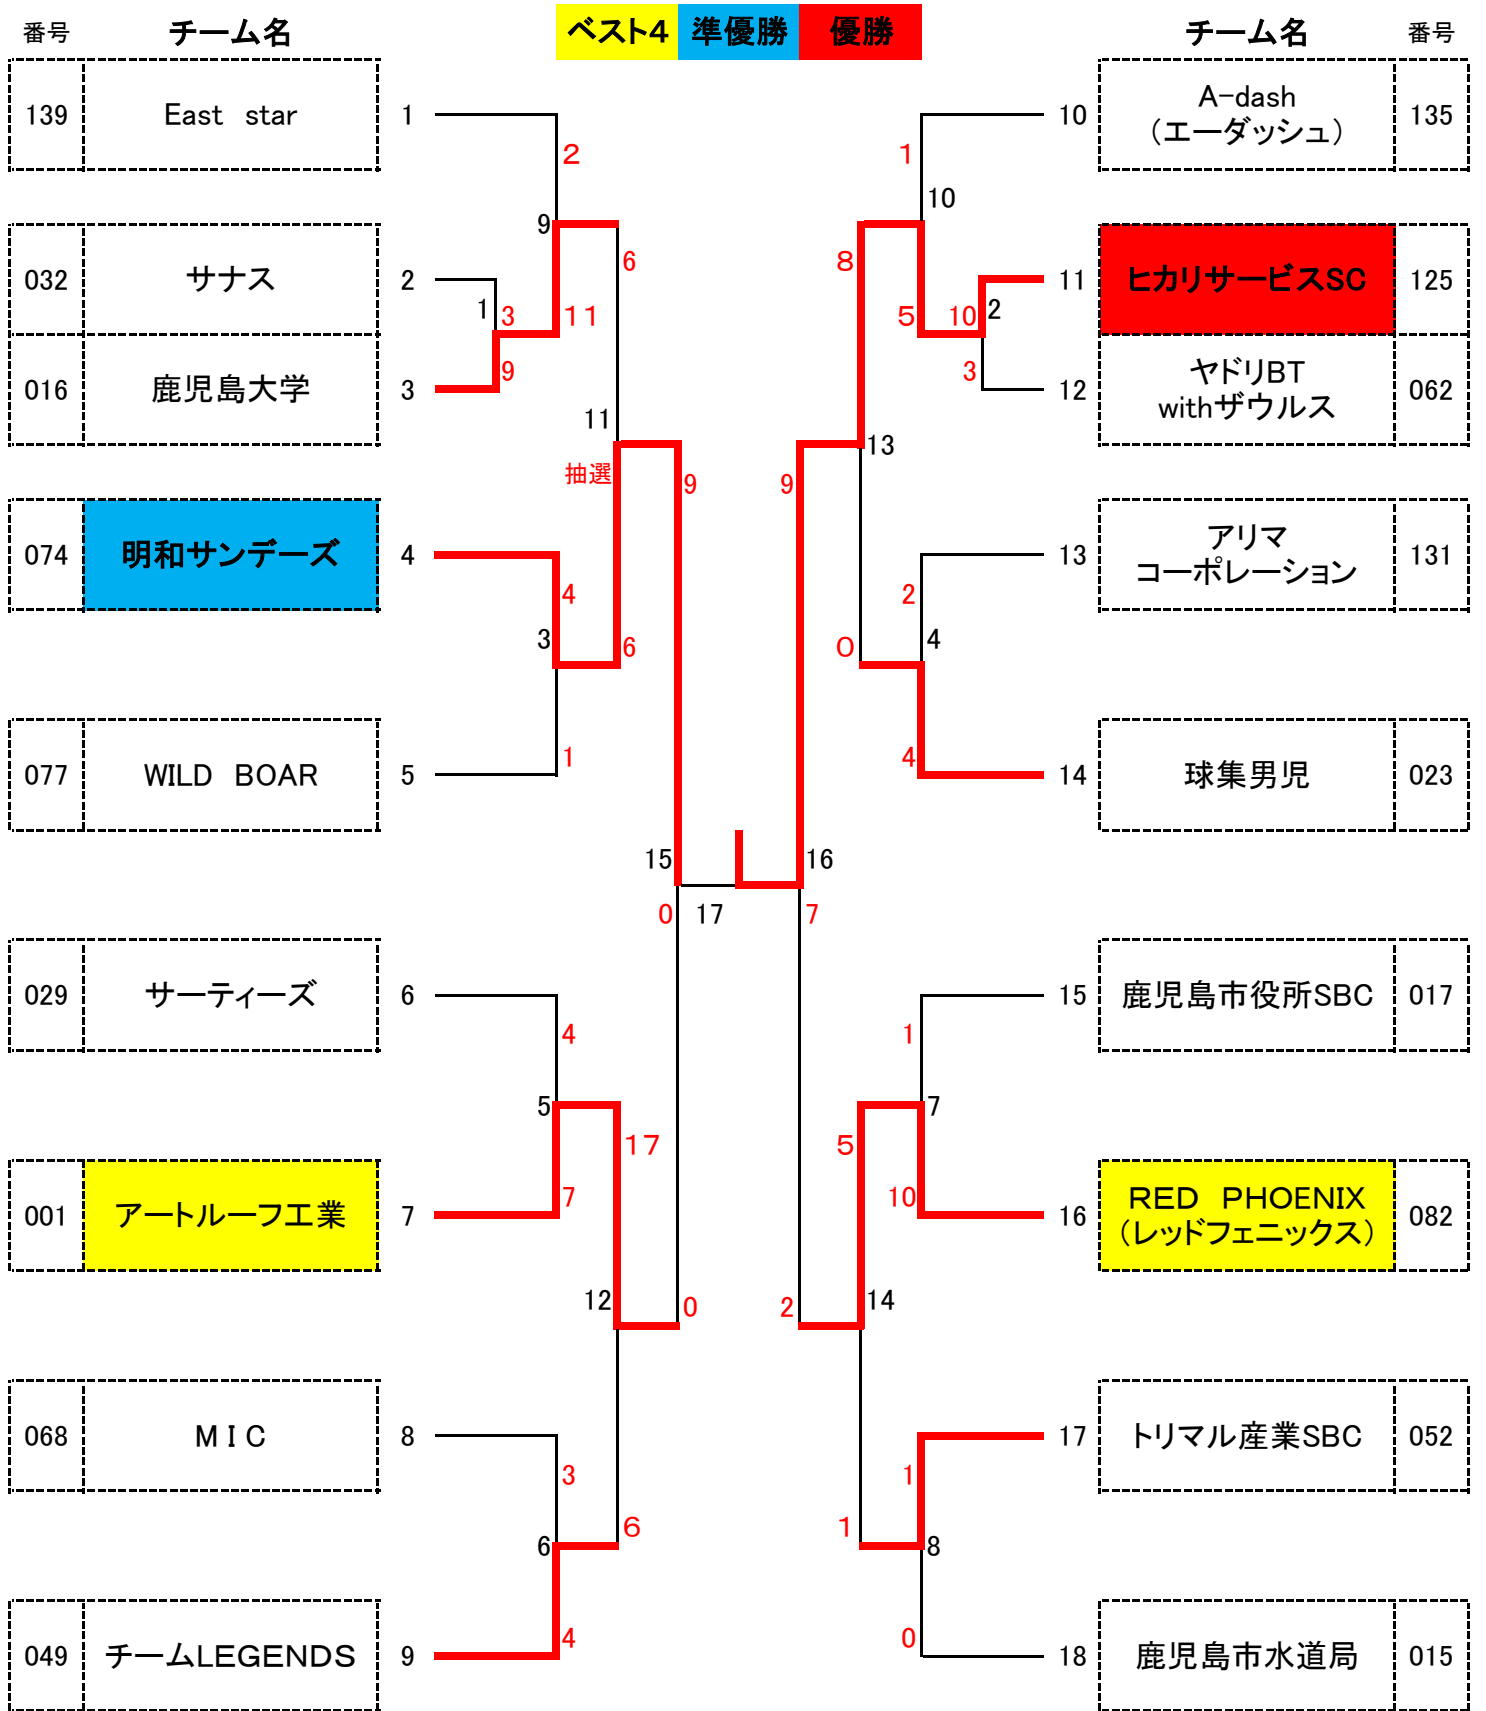 番号 チーム名 ベスト4 準優勝 優勝 チーム名 番号
139 East star 1 10 A-dash 135
（エーダッシュ）
2 1
9 10
032 サナス 2 6 8 11 ヒカリサービスSC 125
1 3 11 5 10 2
016 鹿児島大学 3 9 3 12 ヤドリBT 062
withザウルス
11 13
抽選 9 9
074 明和サンデーズ 4 13 アリマ 131
コーポレーション
4 2
3 6 0 4
1 4
077 WILD BOAR 5 14 球集男児 023
15 16
0 17 7
029 サーティーズ 6 15 鹿児島市役所SBC 017
4 1
5 7
17 5
7 10
001 アートルーフ工業 7 16 RED PHOENIX 082
（レッドフェニックス）
12 0 2 14
068 MIC 8 17 トリマル産業SBC 052
3 1
6 1
6 8
4 0
049 チームLEGENDS 9 18 鹿児島市水道局 015